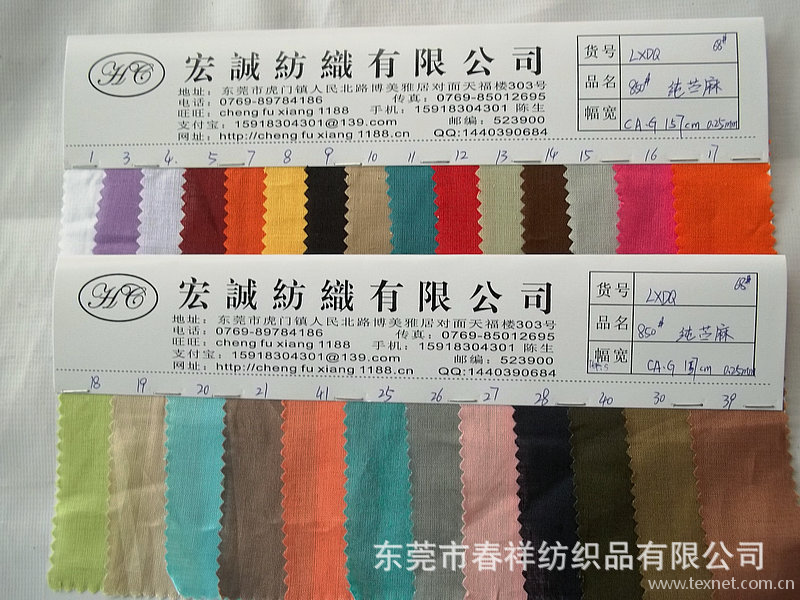 HC
宏誠紡織有限公司
地址：东莞市虎门镇人民北路博美雅居对面天福楼303号
电话：0769-89784186 传真：0769-85012695
旺旺：cheng fu xiang 1188 手机：15918304301 陈生
支付宝：15918304301@139.com 邮编：523900
网址：http://cheng fu xiang 1188.cn QQ:1440390684
货号 LXDQ 68#
品名 850# 纯苎麻
幅宽 CA.G 157cm 0.25mm
1 3 4. 5 7 8 9 10 11 12 13 14 15 16 17
HC
宏誠紡織有限公司
地址：东莞市虎门镇人民北路博美雅居对面天福楼303号
电话：0769-89784186 传真：0769-85012695
旺旺：cheng fu xiang 1188 手机：15918304301 陈生
支付宝：15918304301@139.com 邮编：523900
网址：http://cheng fu xiang 1188.cn QQ:1440390684
货号 LXDQ 68#
品名 850# 纯苎麻
幅宽 CA.G 157cm 0.25mm
18 19 20 21 41 25 26 27 28 40 30 39
东莞市春祥纺织品有限公司
www.texnet.com.cn